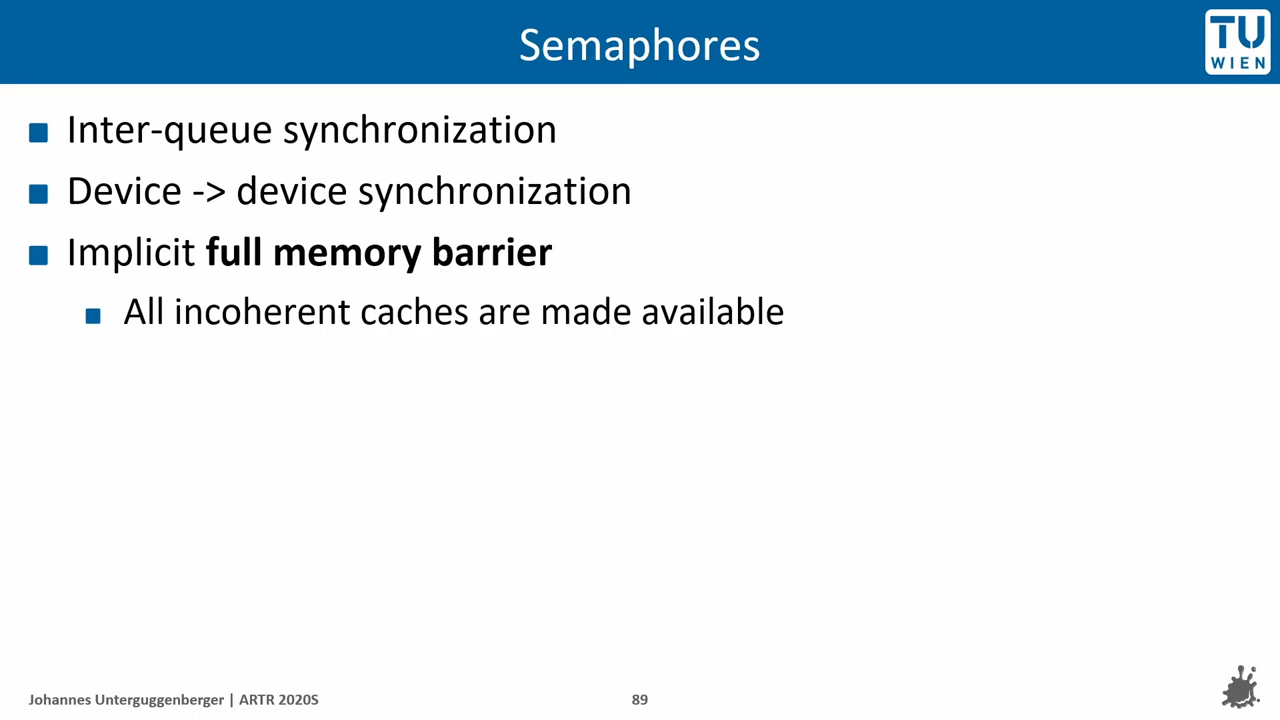 Semaphores
TU
WIEN
Inter-queue synchronization
Device -> device synchronization
Implicit full memory barrier
All incoherent caches are made available
Johannes Unterguggenberger | ARTR 2020S
89